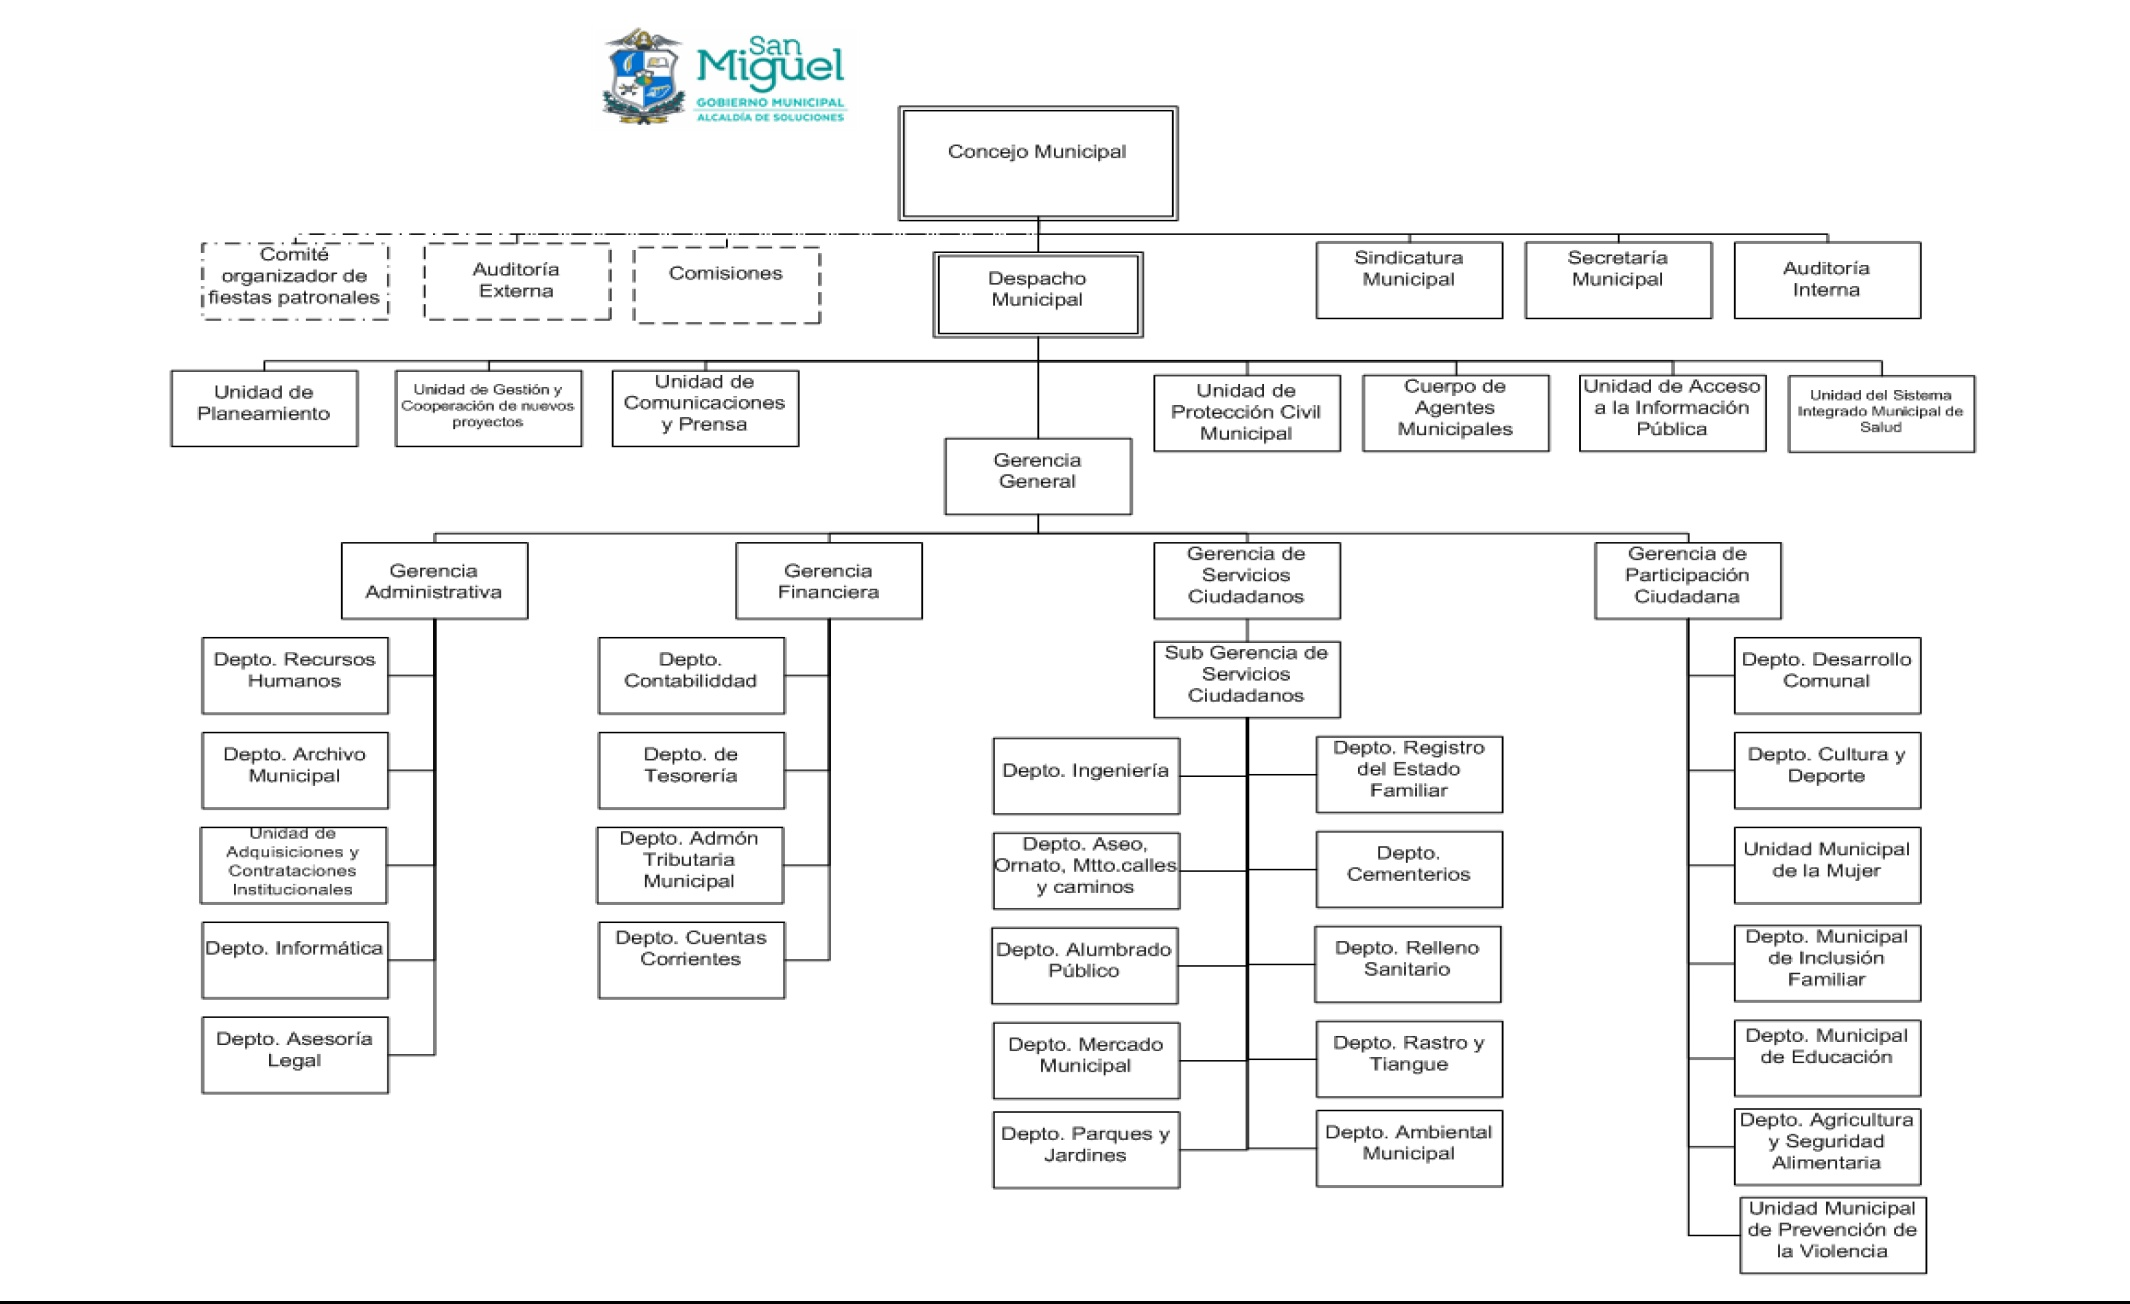 San
Miguel
GOBIERNO MUNICIPAL
ALCALDÍA DE SOLUCIONES
Concejo Municipal
Comité
organizador de
fiestas patronales
Auditoría
Externa
Comisiones
Despacho
Municipal
Sindicatura
Municipal
Secretaría
Municipal
Auditoría
Interna
Unidad de
Planeamiento
Unidad de Gestión y
Cooperación de nuevos
proyectos
Unidad de
Comunicaciones
y Prensa
Unidad de
Protección Civil
Municipal
Cuerpo de
Agentes
Municipales
Unidad de Acceso
a la Información
Pública
Unidad del Sistema
Integrado Municipal de
Salud
Gerencia
General
Gerencia
Administrativa
Gerencia
Financiera
Gerencia de
Servicios
Ciudadanos
Gerencia de
Participación
Ciudadana
Depto. Recursos
Humanos
Depto. Archivo
Municipal
Unidad de
Adquisiciones y
Contrataciones
Institucionales
Depto. Informática
Depto. Asesoría
Legal
Depto.
Contabiliddad
Depto. de
Tesorería
Depto. Admón
Tributaria
Municipal
Depto. Cuentas
Corrientes
Sub Gerencia de
Servicios
Ciudadanos
Depto. Ingeniería
Depto. Aseo,
Ornato, Mtto.calles
y caminos
Depto. Alumbrado
Público
Depto. Mercado
Municipal
Depto. Parques y
Jardines
Depto. Registro
del Estado
Familiar
Depto.
Cementerios
Depto. Relleno
Sanitario
Depto. Rastro y
Tiangue
Depto. Ambiental
Municipal
Depto. Desarrollo
Comunal
Depto. Cultura y
Deporte
Unidad Municipal
de la Mujer
Depto. Municipal
de Inclusión
Familiar
Depto. Municipal
de Educación
Depto. Agricultura
y Seguridad
Alimentaria
Unidad Municipal
de Prevención de
la Violencia